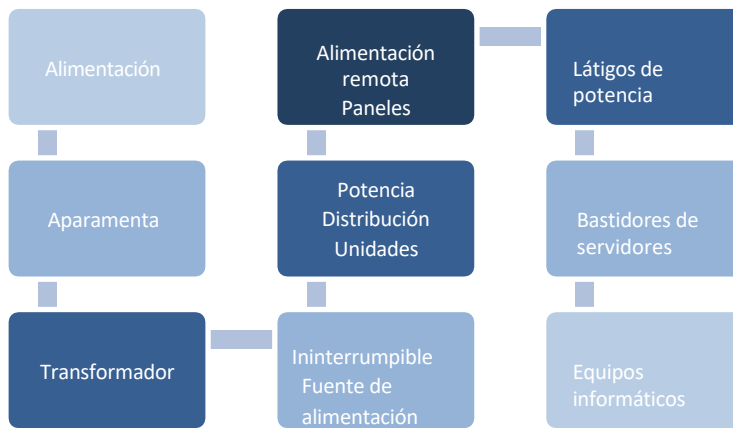 Alimentación
Aparamenta
Transformador
Ininterrumpible
Fuente de
alimentación
Potencia
Distribución
Unidades
Alimentación
remota
Paneles
Látigos de
potencia
Bastidores de
servidores
Equipos
informáticos